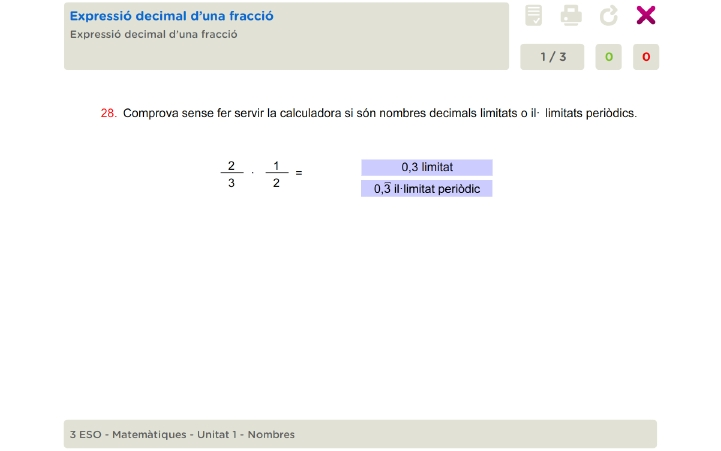 Expressió decimal d'una fracció
Expressió decimal d'una fracció
1 / 3
0
0
28. Comprova sense fer servir la calculadora si són nombres decimals limitats o il· limitats periòdics.
2/3 · 1/2 =
0,3 limitat
0,3̅ il·limitat periòdic
3 ESO - Matemàtiques - Unitat 1 - Nombres